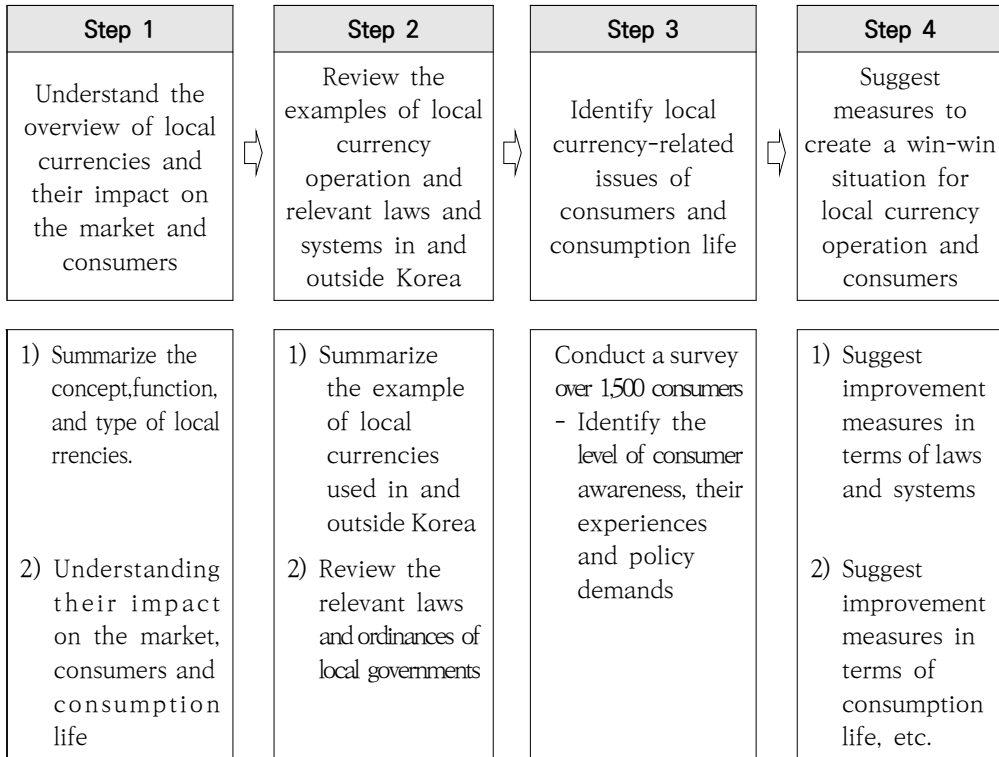 Step 1
Understand the
overview of local
currencies and
their impact on
the market and
consumers
Step 2
Review the
examples of local
currency
operation and
relevant laws and
systems in and
outside Korea
Step 3
Identify local
currency-related
issues of
consumers and
consumption life
Step 4
Suggest
measures to
create a win-win
situation for
local currency
operation and
consumers
1) Summarize the
concept,function,
and type of local
rrencies.
2) Understanding
their impact
on the market,
consumers and
consumption
life
1) Summarize
the example
of local
currencies
used in and
outside Korea
2) Review the
relevant laws
and ordinances of
local governments
Conduct a survey
over 1,500 consumers
- Identify the
level of consumer
awareness, their
experiences
and policy
demands
1) Suggest
improvement
measures in
terms of laws
and systems
2) Suggest
improvement
measures in
terms of
consumption
life, etc.